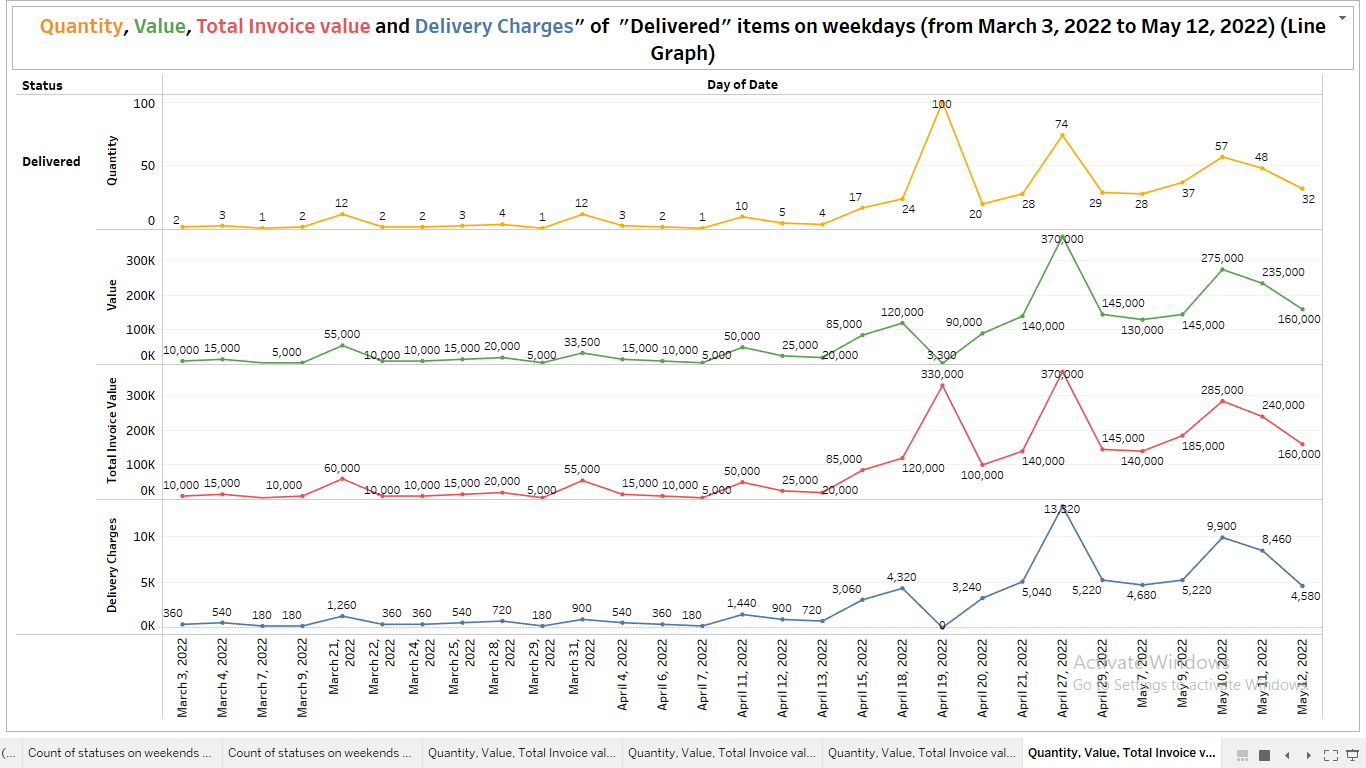 Quantity, Value, Total Invoice value and Delivery Charges” of ”Delivered” items on weekdays (from March 3, 2022 to May 12, 2022) (Line
Graph)
Status
Day of Date
Delivered
Quantity
100
50
0
2 3 1 2 12 2 2 3 4 1 12 3 2 1 10 5 4 17 24 100 20 28 74 29 28 37 57 48 32
Value
300K
200K
100K
0K
10,000 15,000 5,000 55,000 10,000 10,000 15,000 20,000 5,000 33,500 15,000 10,000 5,000 50,000 25,000 20,000 85,000 120,000 3,300 90,000 140,000 370,000 145,000 130,000 145,000 275,000 235,000 160,000
Total Invoice Value
300K
200K
100K
0K
10,000 15,000 10,000 60,000 10,000 10,000 15,000 20,000 5,000 55,000 15,000 10,000 5,000 50,000 25,000 20,000 85,000 120,000 330,000 100,000 140,000 370,000 145,000 140,000 185,000 285,000 240,000 160,000
Delivery Charges
10K
5K
0K
360 540 180 180 1,260 360 360 540 720 180 900 540 360 180 1,440 900 720 3,060 4,320 0 3,240 5,040 13,320 5,220 4,680 5,220 9,900 8,460 4,580
March 3, 2022
March 4, 2022
March 7, 2022
March 9, 2022
March 21,
2022
March 22,
2022
March 24,
2022
March 25,
2022
March 28,
2022
March 29,
2022
March 31,
2022
April 4, 2022
April 6, 2022
April 7, 2022
April 11, 2022
April 12, 2022
April 13, 2022
April 15, 2022
April 18, 2022
April 19, 2022
April 20, 2022
April 21, 2022
April 27, 2022
April 29, 2022
May 7, 2022
May 9, 2022
May 10, 2022
May 11, 2022
May 12, 2022
Activate Windows
Go to Settings to activate Windows.
(...
Count of statuses on weekends ...
Count of statuses on weekends ...
Quantity, Value, Total Invoice val...
Quantity, Value, Total Invoice val...
Quantity, Value, Total Invoice val...
Quantity, Value, Total Invoice v...